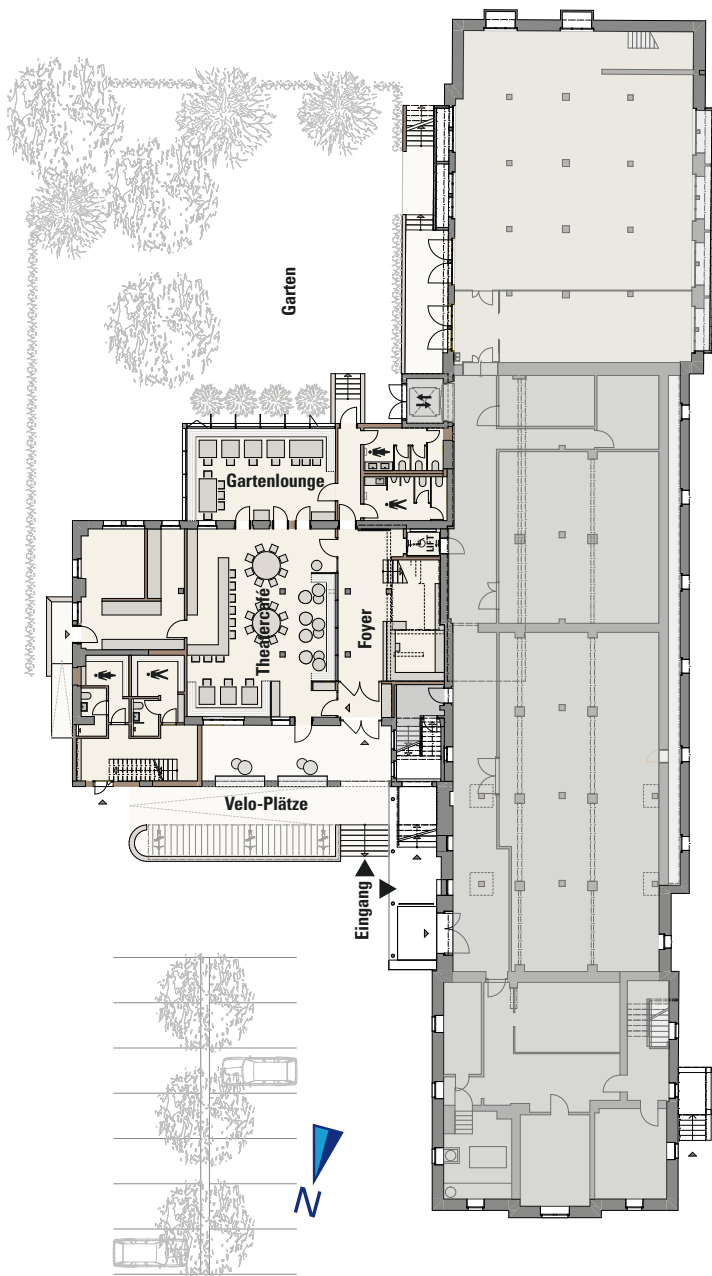 Garten
Gartenlounge
LIFT
Theatercafé
Foyer
Velo-Plätze
Eingang
N